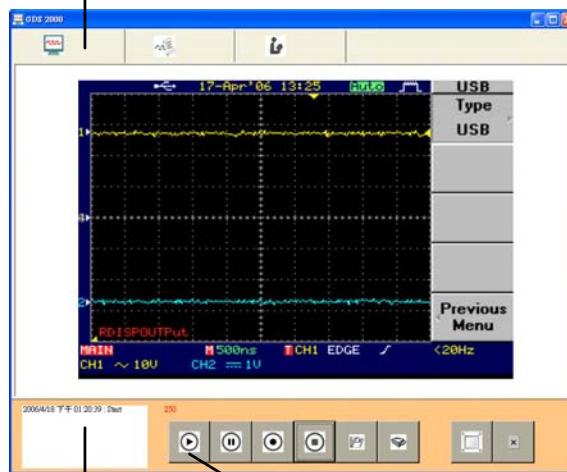 GDS 2000
17-Apr'06 13:25 Auto
USB
Type
USB
1
4
2
RDISPOUTPut
Previous
Menu
MAIN M 500ns T CH1 EDGE <20Hz
CH1 ~ 10V CH2 1V
2006/4/18 下午 01:20:39 : Start
250